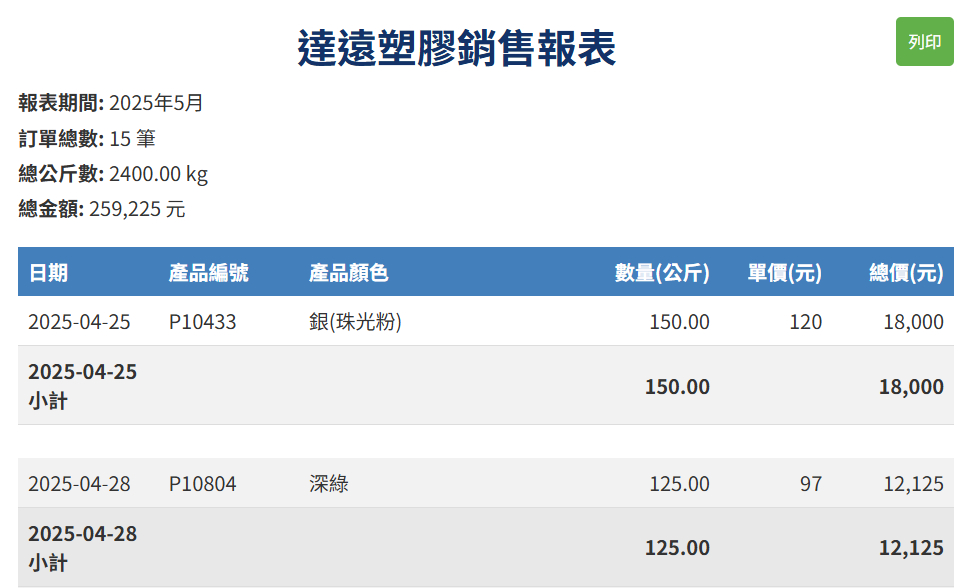 達遠塑膠銷售報表
列印
報表期間: 2025年5月
訂單總數: 15 筆
總公斤數: 2400.00 kg
總金額: 259,225 元
日期 產品編號 產品顏色 數量(公斤) 單價(元) 總價(元)
2025-04-25 P10433 銀(珠光粉) 150.00 120 18,000
2025-04-25 小計 150.00 18,000
2025-04-28 P10804 深綠 125.00 97 12,125
2025-04-28 小計 125.00 12,125